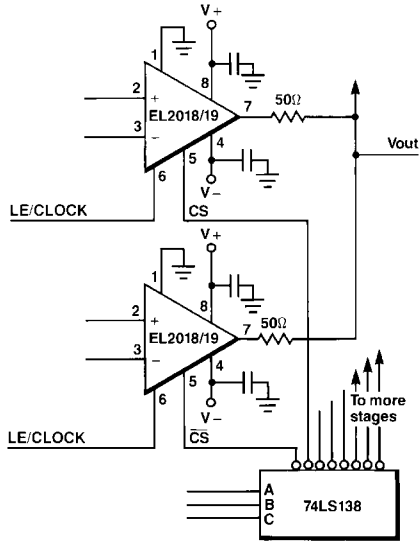 V+
1
8
2
+
EL2018/19
7
50Ω
3
−
4
5
6
V−
Vout
LE/CLOCK
CS
V+
1
8
2
+
EL2018/19
7
50Ω
3
−
4
5
6
V−
To more
stages
LE/CLOCK
C̅S̅
A
B
C
74LS138